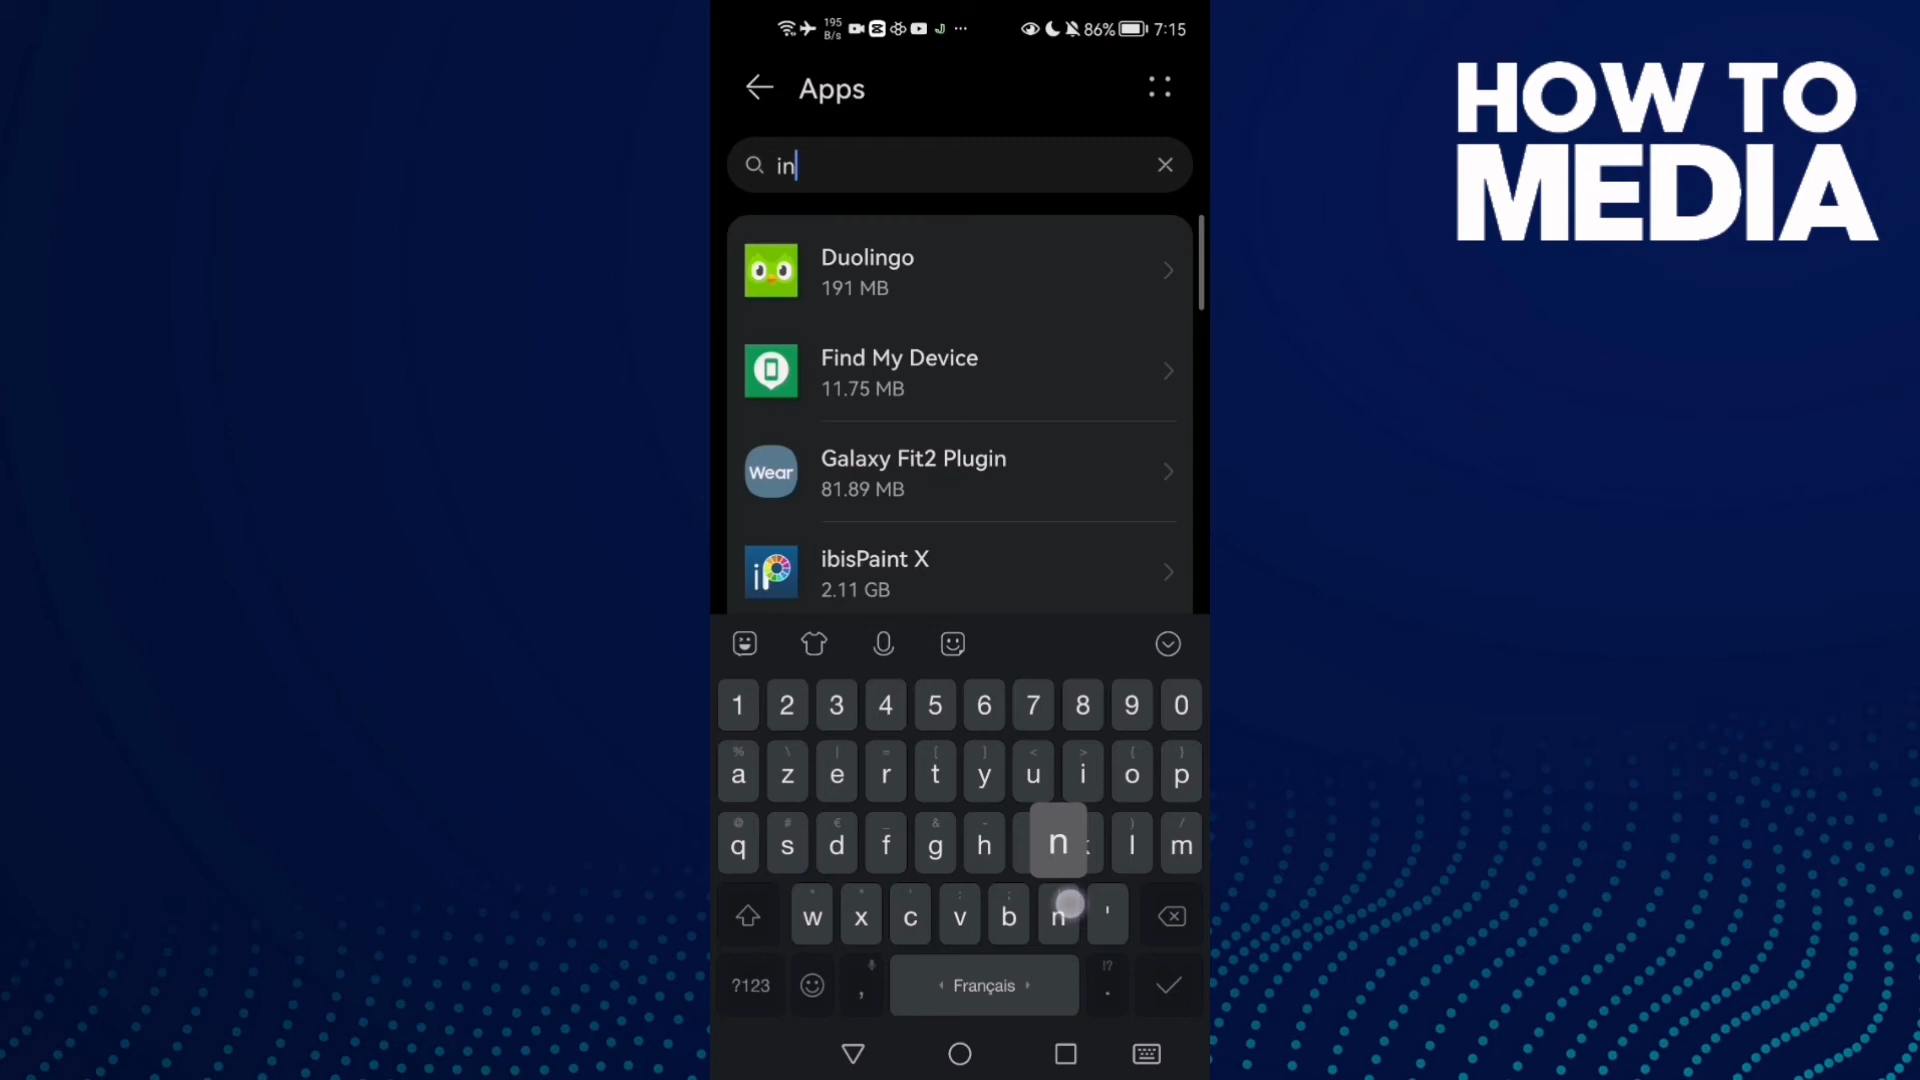 195
B/s
86%
7:15
Apps
HOW TO
MEDIA
in
Duolingo
191 MB
Find My Device
11.75 MB
Wear
Galaxy Fit2 Plugin
81.89 MB
iP
ibisPaint X
2.11 GB
1 2 3 4 5 6 7 8 9 0
% \ | = [ ] < > { }
a z e r t y u i o p
@ # € _ & - ) /
q s d f g h n l m
w x c v b n '
?123 , Français !? .